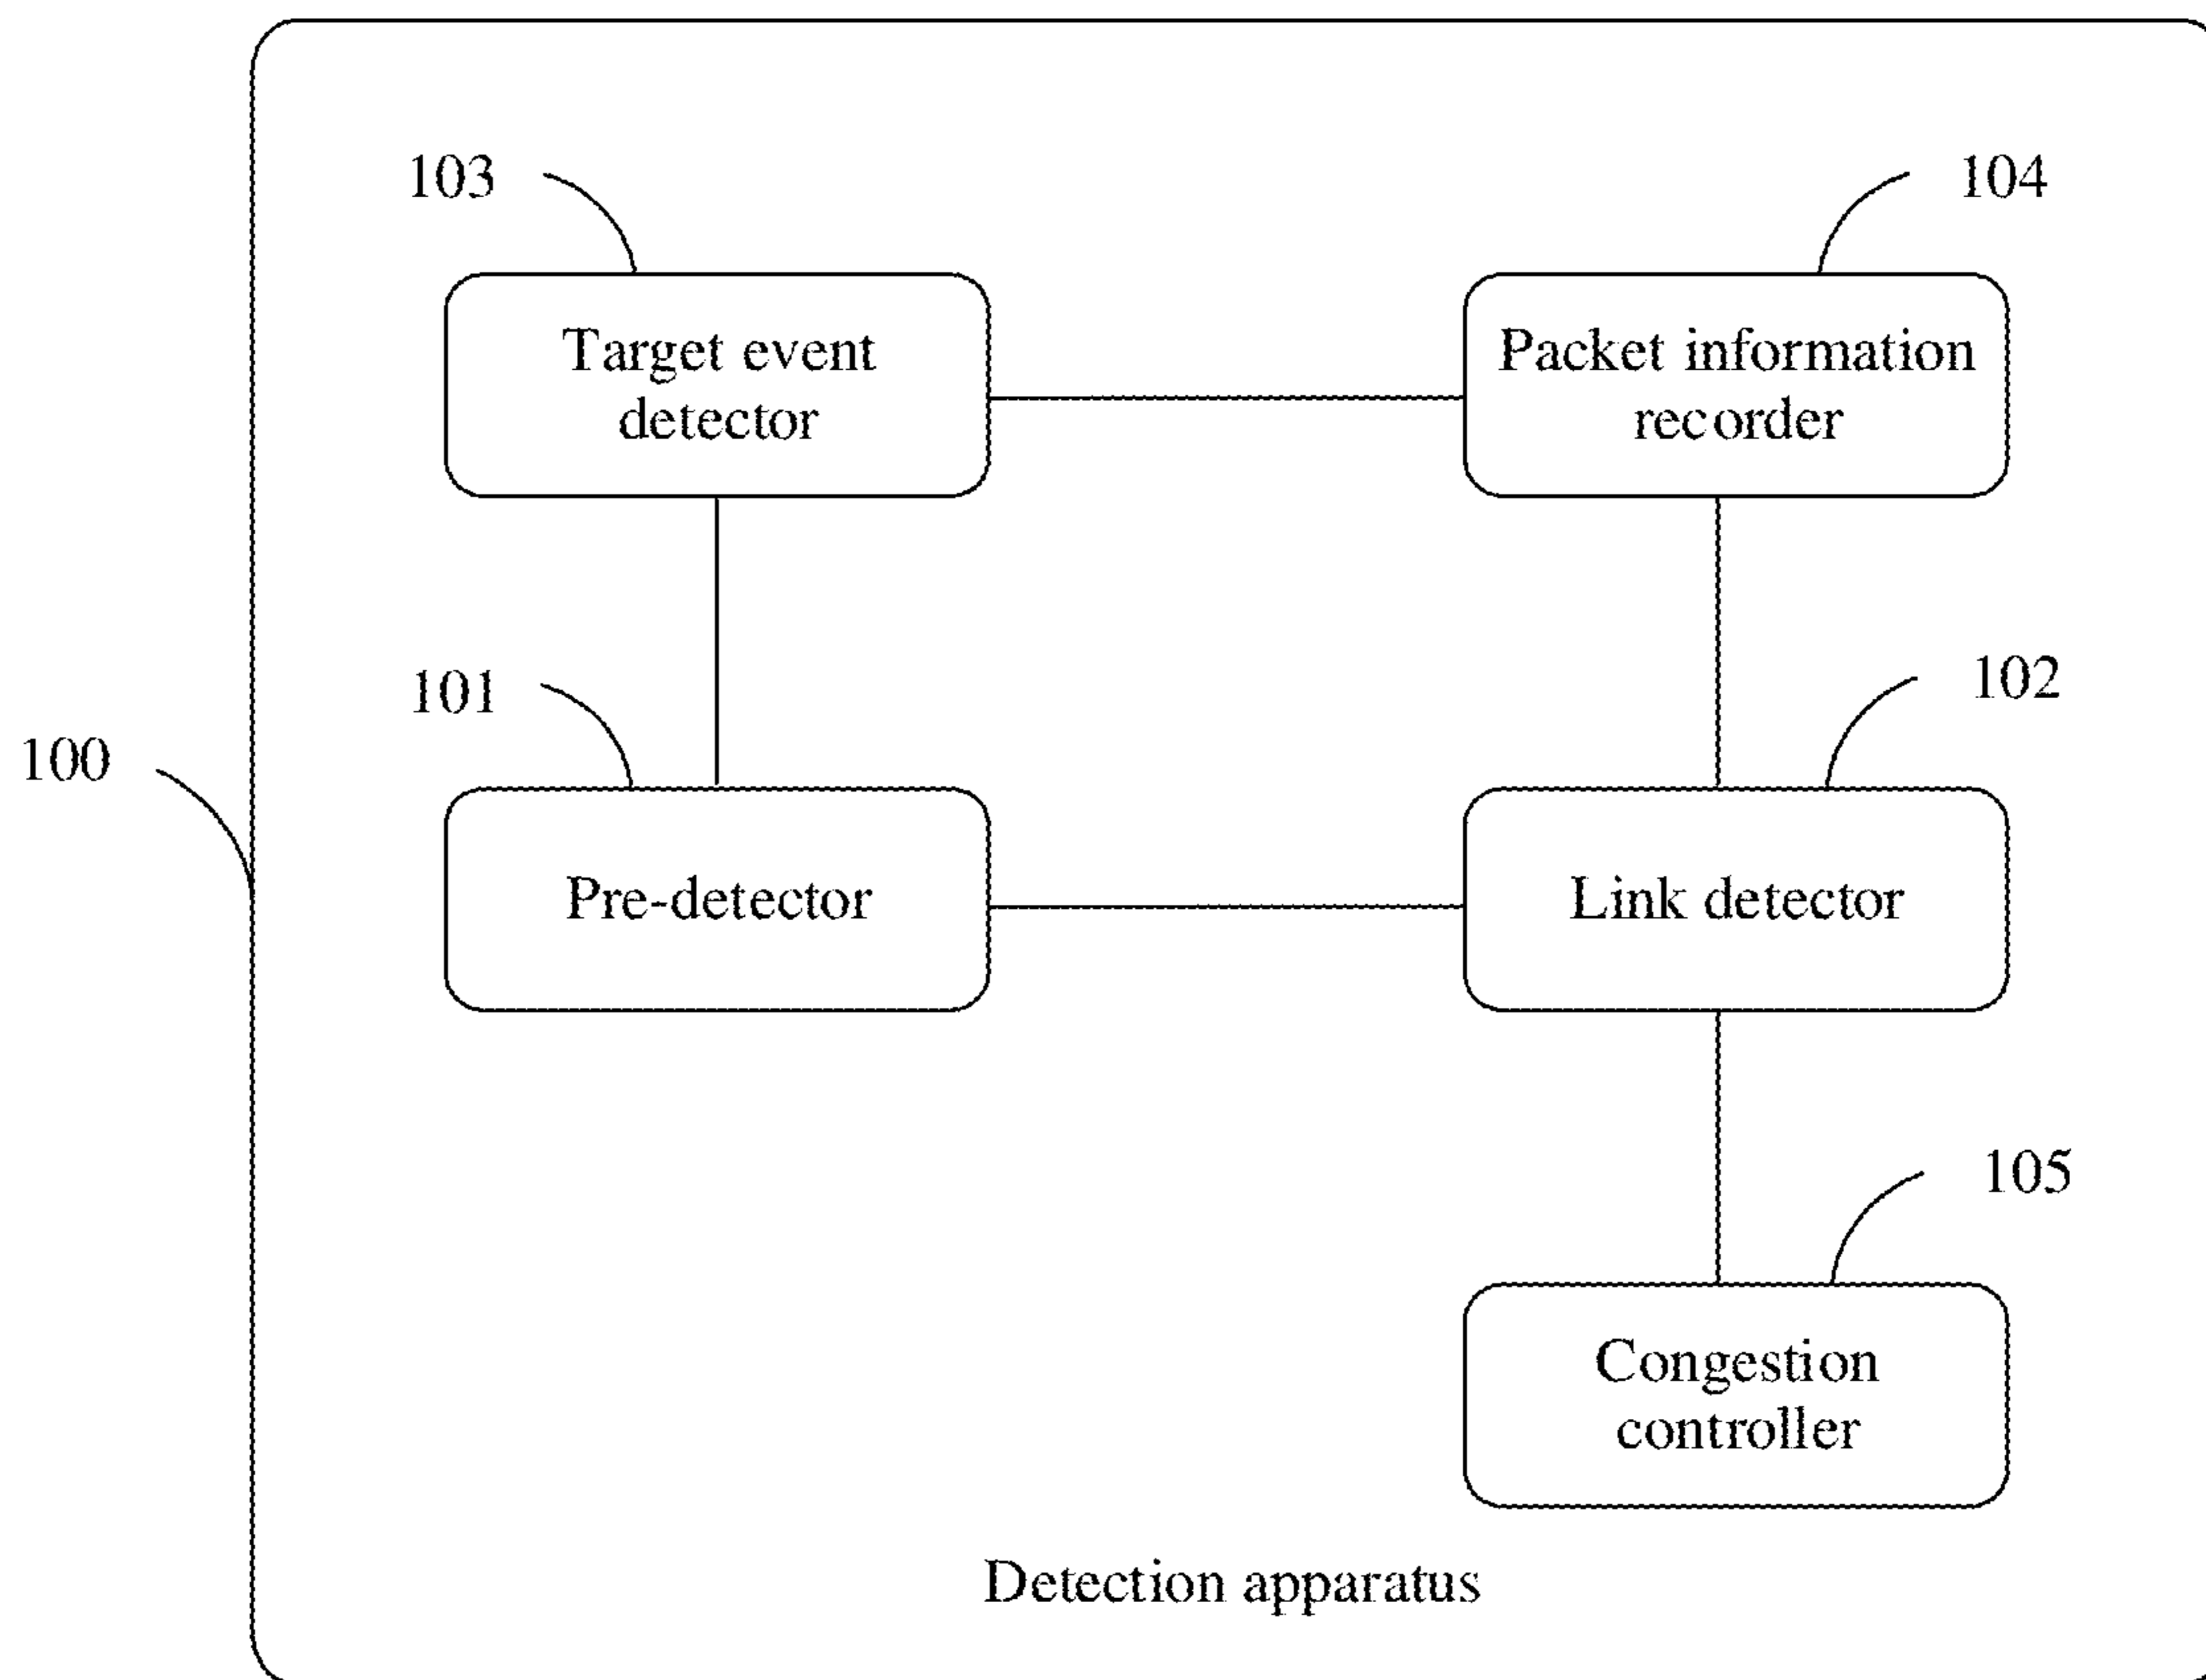 103
104
Target event
detector
Packet information
recorder
101
102
100
Pre-detector
Link detector
105
Congestion
controller
Detection apparatus